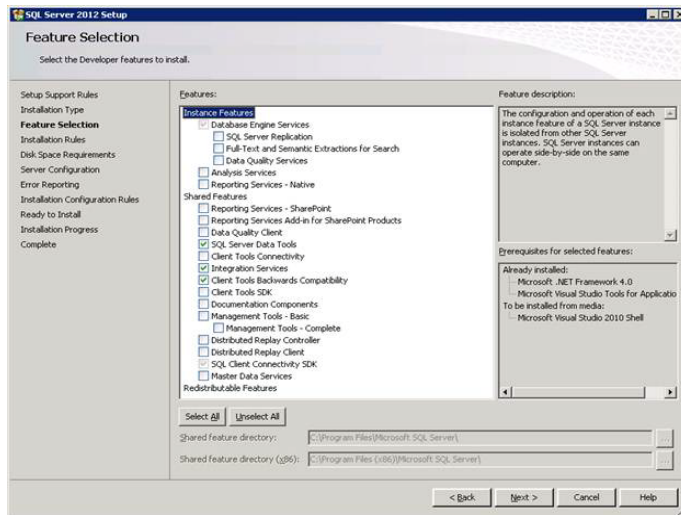 SQL Server 2012 Setup
Feature Selection
Select the Developer features to install.
Setup Support Rules
Installation Type
Feature Selection
Installation Rules
Disk Space Requirements
Server Configuration
Error Reporting
Installation Configuration Rules
Ready to Install
Installation Progress
Complete
Features:
Instance Features
Database Engine Services
SQL Server Replication
Full-Text and Semantic Extractions for Search
Data Quality Services
Analysis Services
Reporting Services - Native
Shared Features
Reporting Services - SharePoint
Reporting Services Add-in for SharePoint Products
Data Quality Client
SQL Server Data Tools
Client Tools Connectivity
Integration Services
Client Tools Backwards Compatibility
Client Tools SDK
Documentation Components
Management Tools - Basic
Management Tools - Complete
Distributed Replay Controller
Distributed Replay Client
SQL Client Connectivity SDK
Master Data Services
Redistributable Features
Feature description:
The configuration and operation of each
instance feature of a SQL Server instance
is isolated from other SQL Server
instances. SQL Server instances can
operate side-by-side on the same
computer.
Prerequisites for selected features:
Already installed:
Microsoft .NET Framework 4.0
Microsoft Visual Studio Tools for Applicatio
To be installed from media:
Microsoft Visual Studio 2010 Shell
Select All
Unselect All
Shared feature directory:
C:\Program Files\Microsoft SQL Server\
...
Shared feature directory (x86):
C:\Program Files (x86)\Microsoft SQL Server\
...
< Back
Next >
Cancel
Help